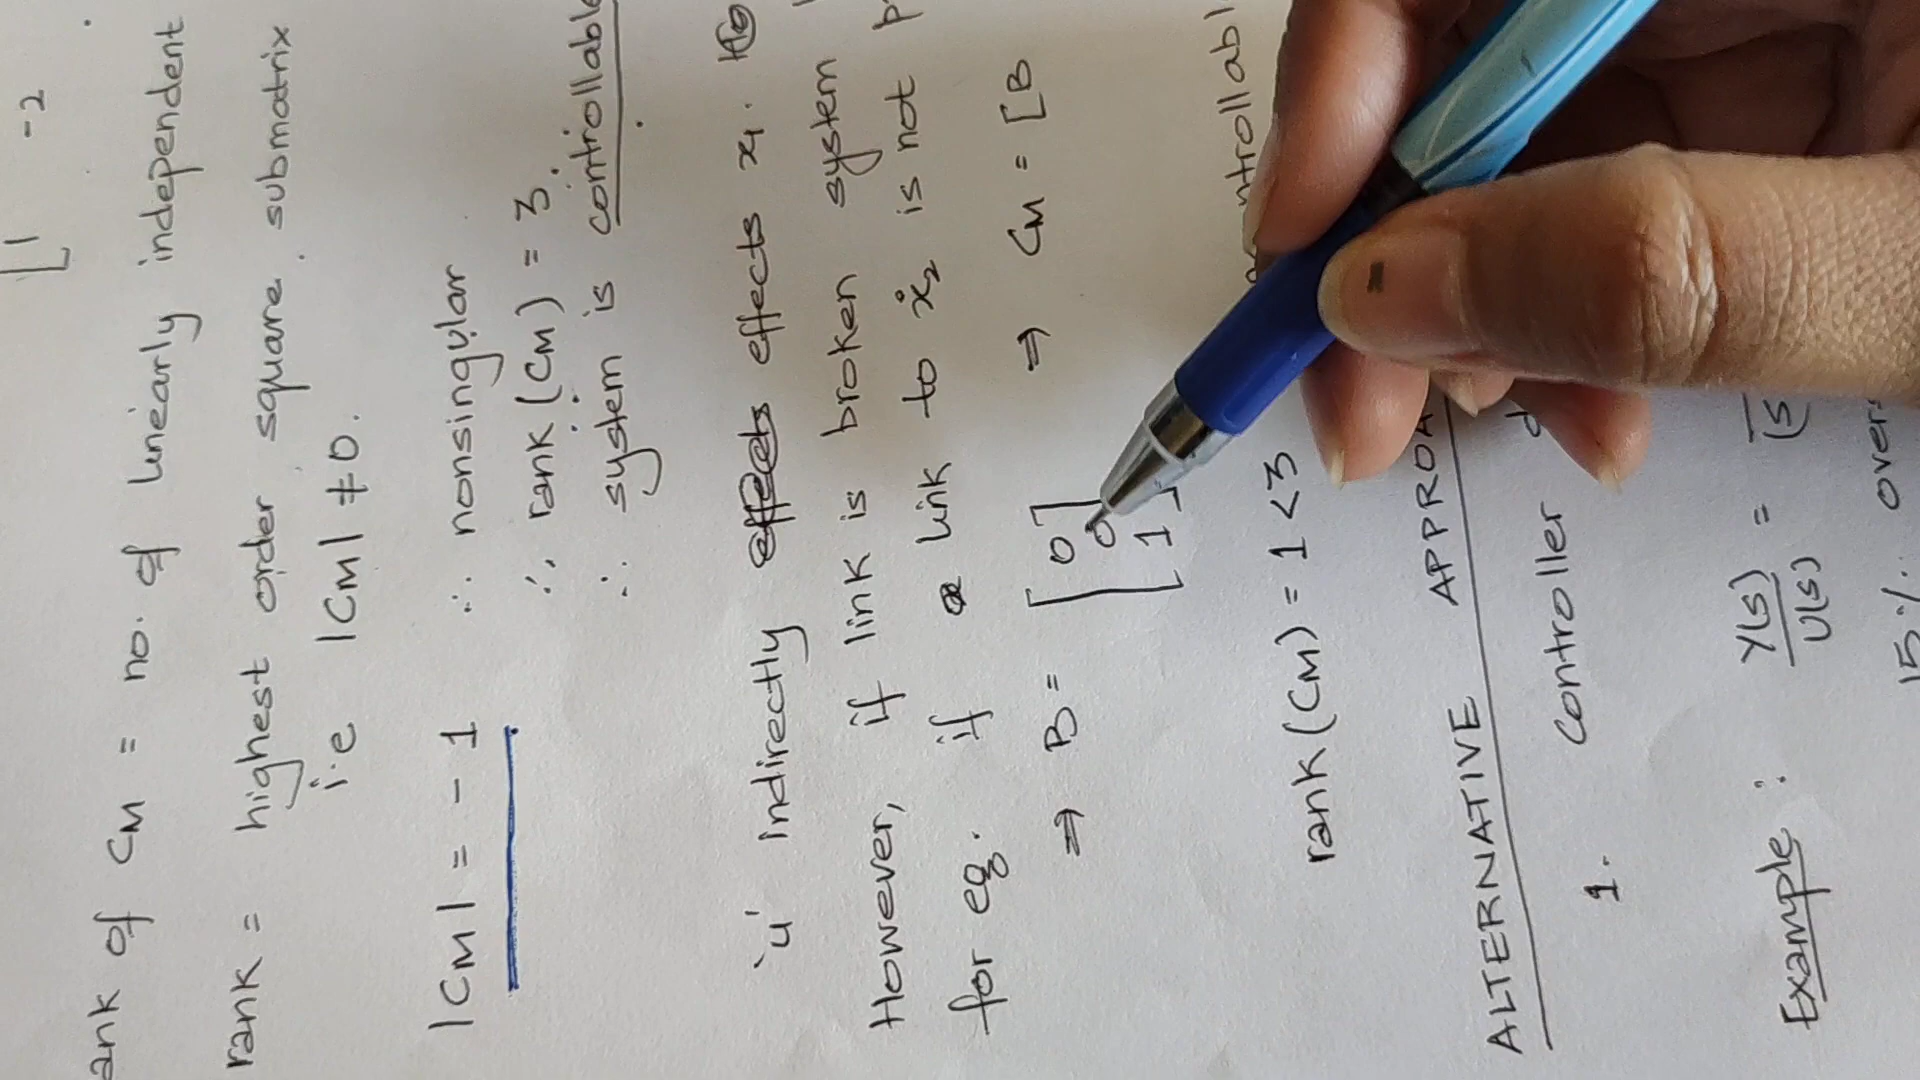 [1 -2
rank of CM = no. of linearly independent
rank = highest order square submatrix
i.e |CM| ≠ 0.
|CM| = -1 ∴ nonsingular
∴ rank (CM) = 3.
∴ system is controllable
'u' indirectly effects x1.
However, if link is broken system
for eg. if a link to ẋ2 is not
⇒ B = [0 0 1] ⇒ CM = [B
rank (CM) = 1 < 3
ALTERNATIVE
1. Controller
Example : Y(s)/U(s) =
15%.